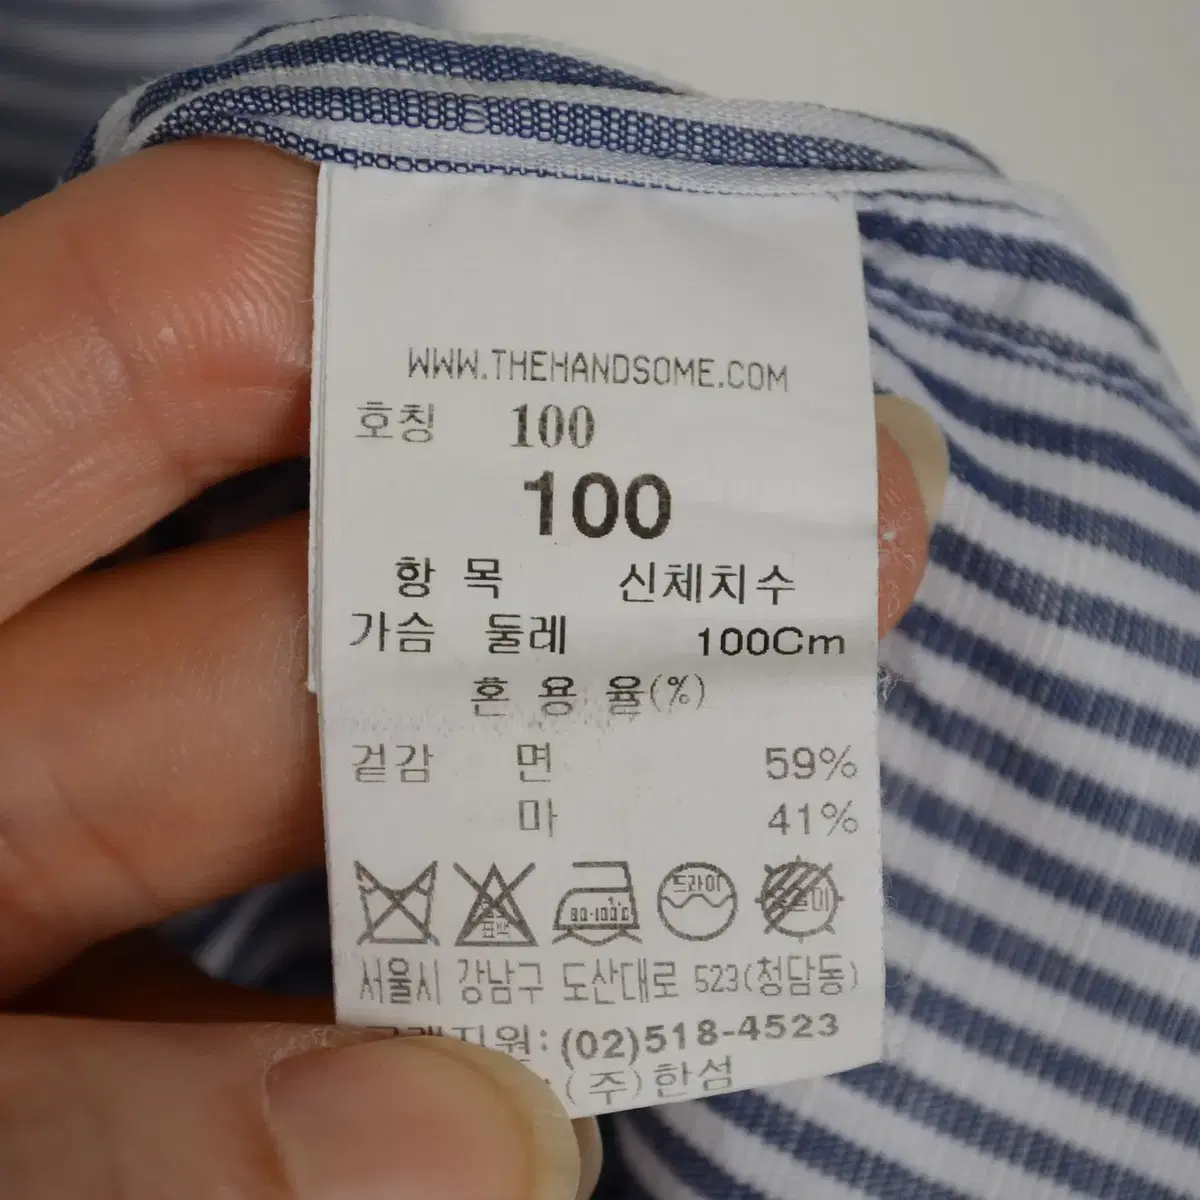 WWW.THEHANDSOME.COM
호칭 100
100
항 목 신체치수
가슴 둘레 100Cm
혼 용 율(%)
겉감 면 59%
마 41%
80-100℃ 드라이
서울시 강남구 도산대로 523(청담동)
(02)518-4523
(주)한섬